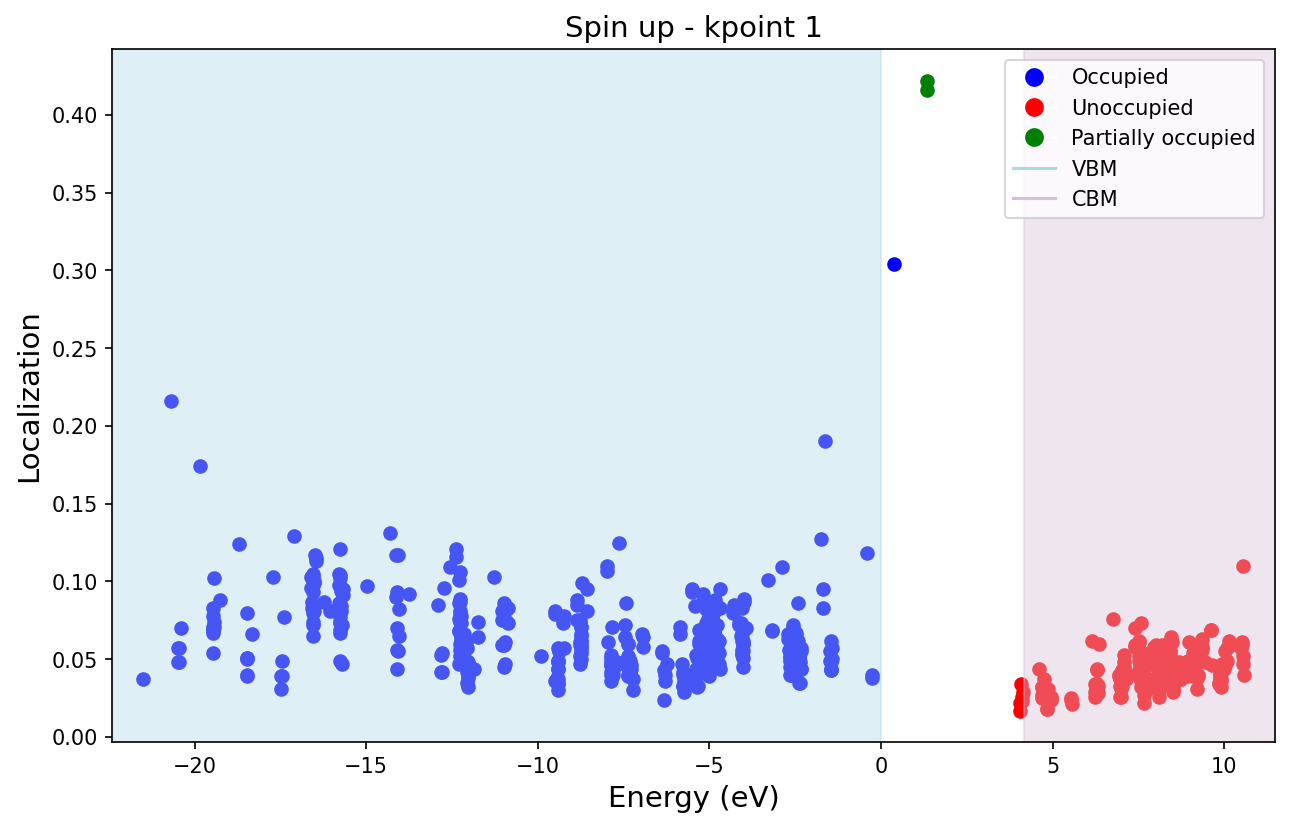 Spin up - kpoint 1
Occupied
Unoccupied
Partially occupied
VBM
CBM
Localization
0.40
0.35
0.30
0.25
0.20
0.15
0.10
0.05
0.00
−20
−15
−10
−5
0
5
10
Energy (eV)